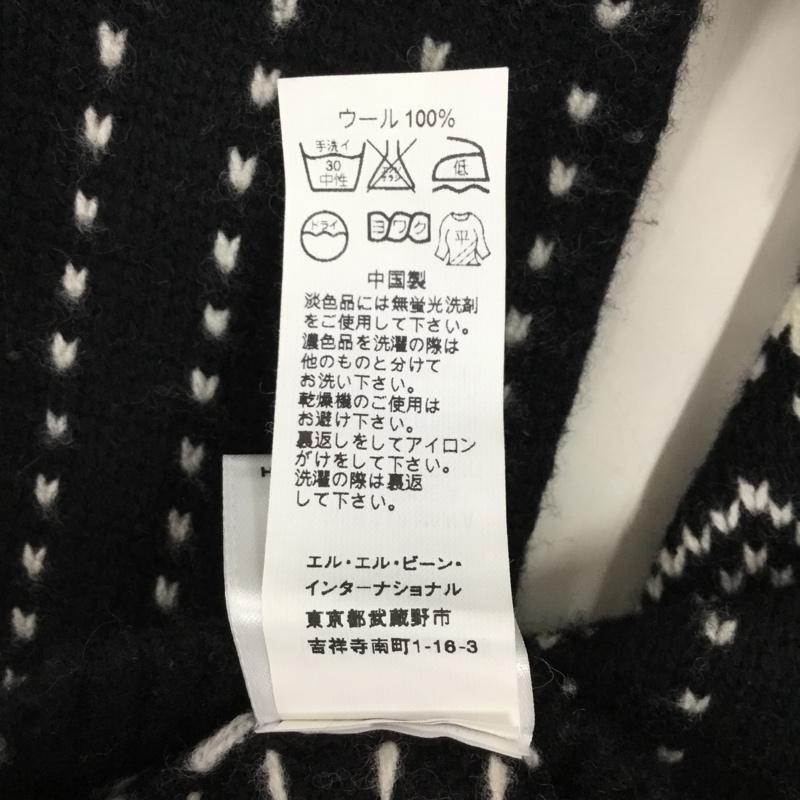 ウール 100%
手洗イ
30
中性
エンソ
サラシ
低
ドライ
ヨワク
平
中国製
淡色品には無蛍光洗剤
をご使用して下さい。
濃色品を洗濯の際は
他のものと分けて
お洗い下さい。
乾燥機のご使用は
お避け下さい。
裏返しをしてアイロン
がけをして下さい。
洗濯の際は裏返
して下さい。
エル・エル・ビーン・
インターナショナル
東京都武蔵野市
吉祥寺南町1-16-3